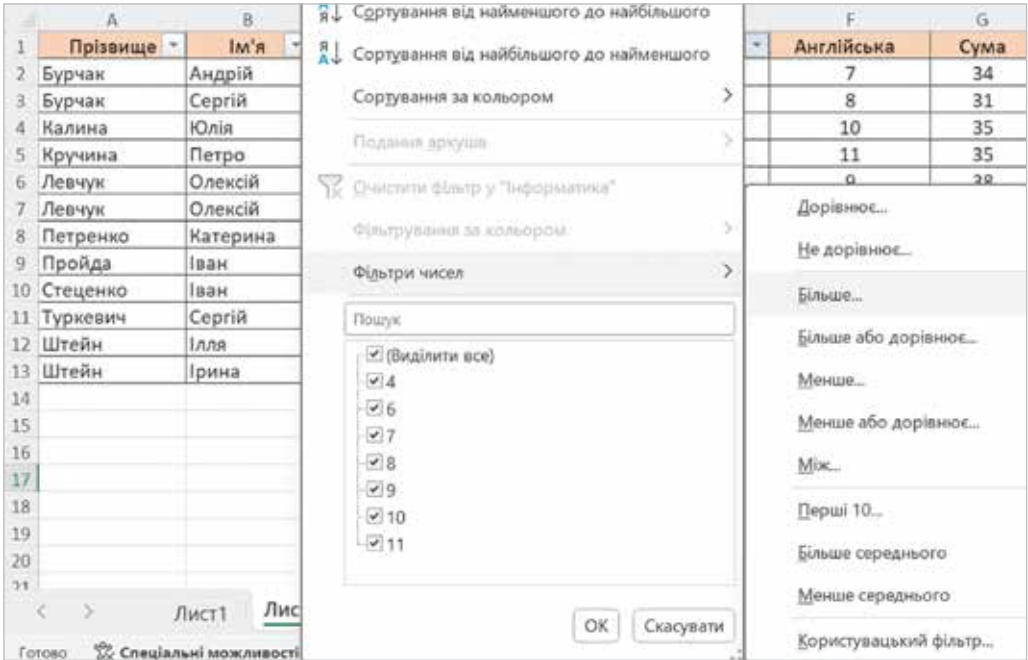 A B F G
1 Прізвище Ім'я Англійська Сума
2 Бурчак Андрій 7 34
3 Бурчак Сергій 8 31
4 Калина Юлія 10 35
5 Кручина Петро 11 35
6 Левчук Олексій 9 38
7 Левчук Олексій
8 Петренко Катерина
9 Пройда Іван
10 Стеценко Іван
11 Туркевич Сергій
12 Штейн Ілля
13 Штейн Ірина
14
15
16
17
18
19
20
21
Лист1 Лис
Готово Спеціальні можливості
Сортування від найменшого до найбільшого
Сортування від найбільшого до найменшого
Сортування за кольором
Подання аркуша
Очистити фільтр у "Інформатика"
Фільтрування за кольором
Фільтри чисел
Пошук
(Виділити все)
4
6
7
8
9
10
11
ОК Скасувати
Дорівнює...
Не дорівнює...
Більше...
Більше або дорівнює...
Менше...
Менше або дорівнює...
Між...
Перші 10...
Більше середнього
Менше середнього
Користувацький фільтр...